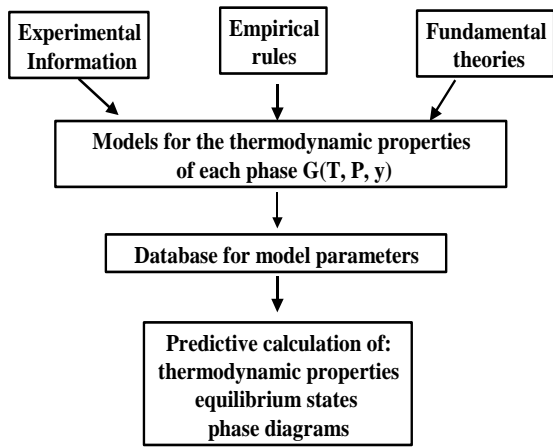 Experimental
Information
Empirical
rules
Fundamental
theories
Models for the thermodynamic properties
of each phase G(T, P, y)
Database for model parameters
Predictive calculation of:
thermodynamic properties
equilibrium states
phase diagrams